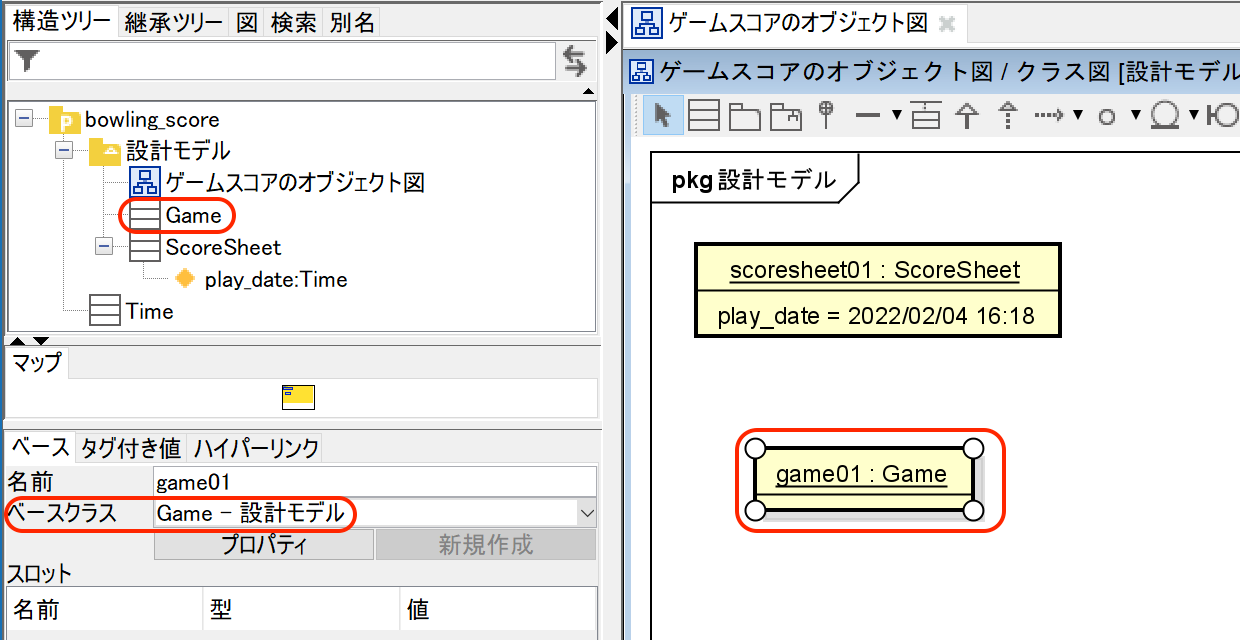 構造ツリー 継承ツリー 図 検索 別名
bowling_score
設計モデル
ゲームスコアのオブジェクト図
Game
ScoreSheet
play_date:Time
Time
マップ
ベース タグ付き値 ハイパーリンク
名前 game01
ベースクラス Game - 設計モデル
プロパティ 新規作成
スロット
名前 型 値
ゲームスコアのオブジェクト図
ゲームスコアのオブジェクト図 / クラス図 [設計モデル
pkg 設計モデル
scoresheet01 : ScoreSheet
play_date = 2022/02/04 16:18
game01 : Game